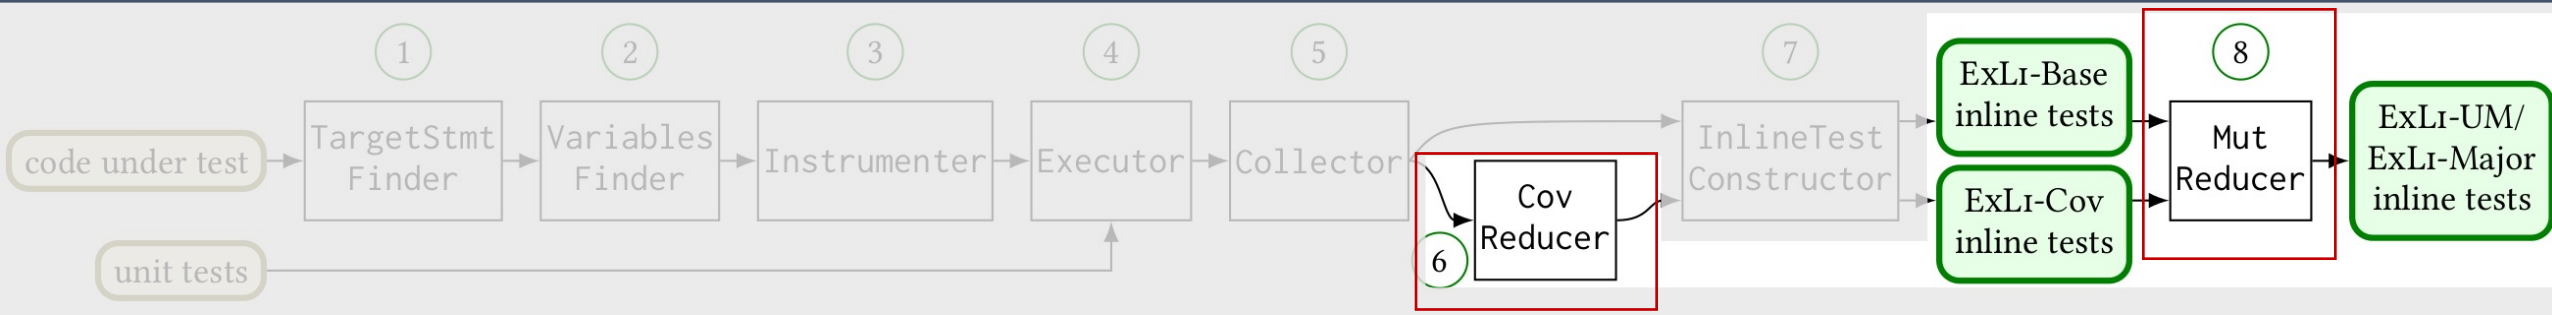 1
2
3
4
5
7
8
code under test
unit tests
TargetStmt
Finder
Variables
Finder
Instrumenter
Executor
Collector
6
Cov
Reducer
InlineTest
Constructor
ExLi-Base
inline tests
ExLi-Cov
inline tests
Mut
Reducer
ExLi-UM/
ExLi-Major
inline tests